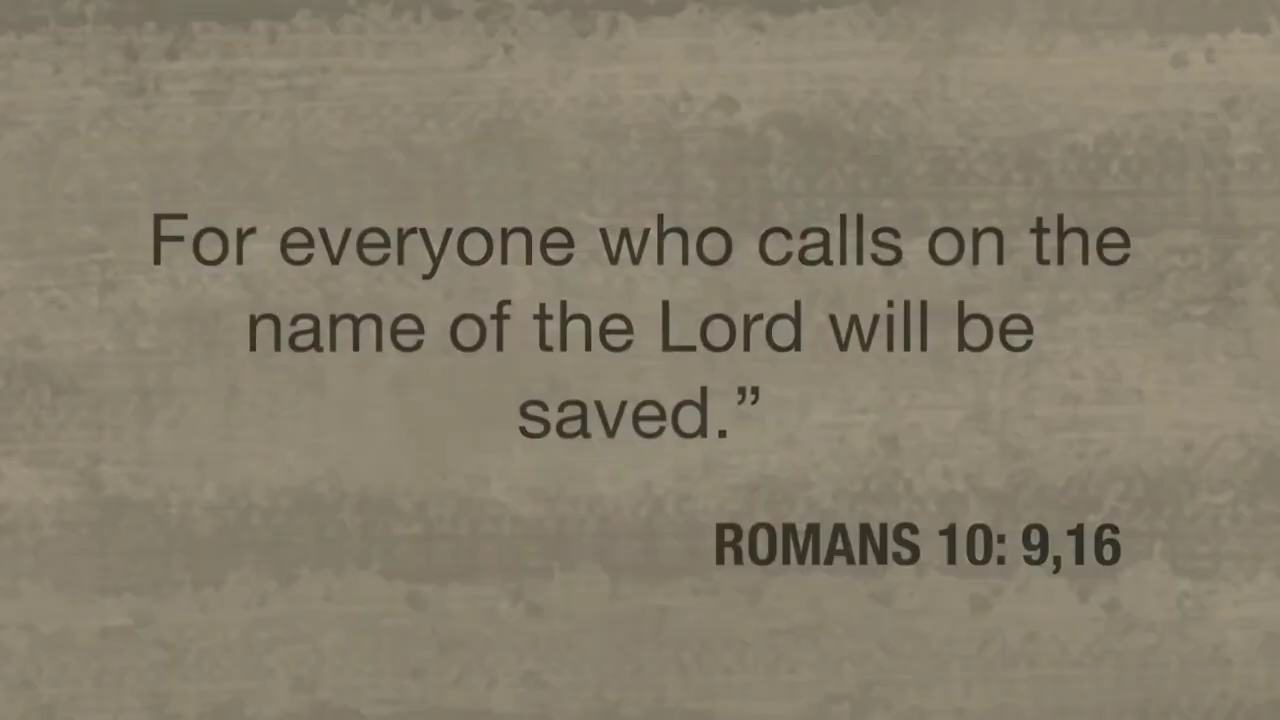 For everyone who calls on the
name of the Lord will be
saved.”
ROMANS 10: 9,16